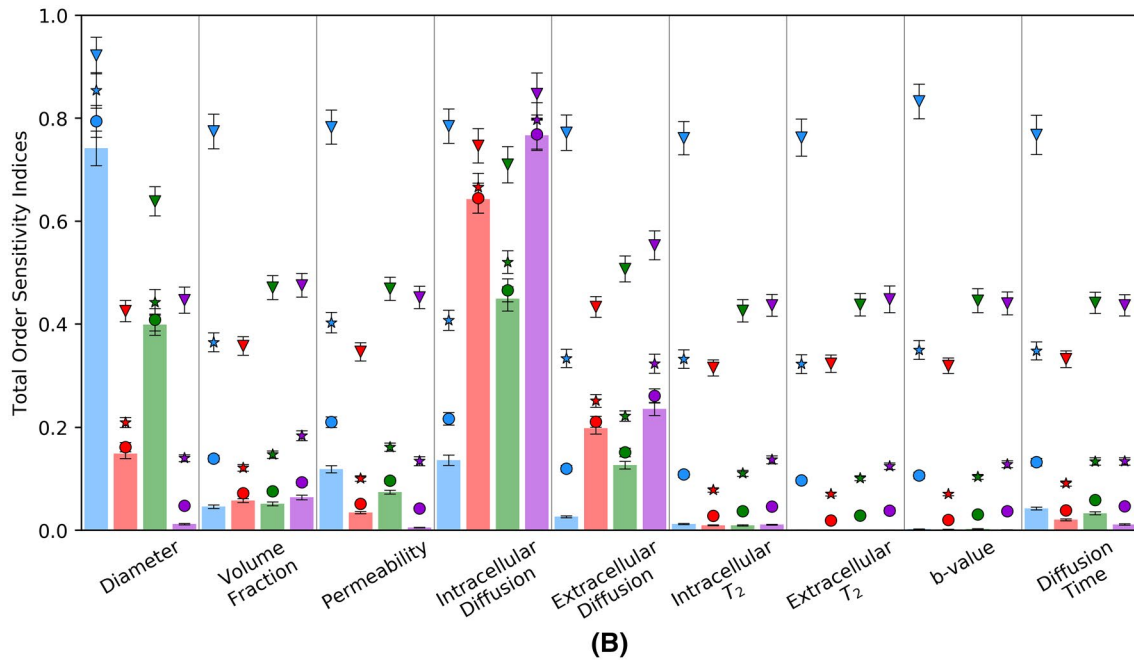 Total Order Sensitivity Indices
1.0
0.8
0.6
0.4
0.2
0.0
Diameter
Volume
Fraction
Permeability
Intracellular
Diffusion
Extracellular
Diffusion
Intracellular
T₂
Extracellular
T₂
b-value
Diffusion
Time
(B)